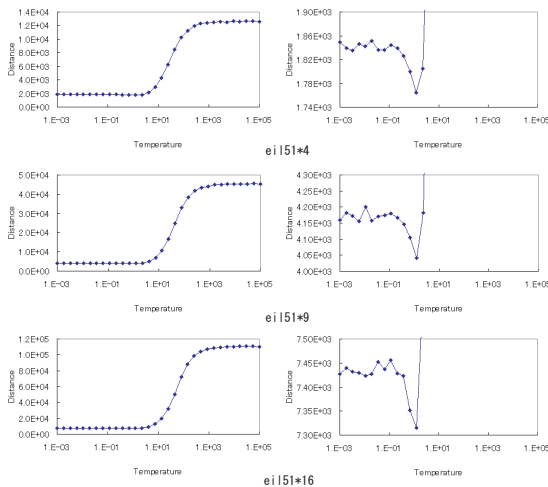 1.4E+04
1.2E+04
1.0E+04
8.0E+03
6.0E+03
4.0E+03
2.0E+03
0.0E+00
Distance
1.E-03 1.E-01 1.E+01 1.E+03 1.E+05
Temperature
1.90E+03
1.86E+03
1.82E+03
1.78E+03
1.74E+03
Distance
1.E-03 1.E-01 1.E+01 1.E+03 1.E+05
Temperature
eil51*4
5.0E+04
4.0E+04
3.0E+04
2.0E+04
1.0E+04
0.0E+00
Distance
1.E-03 1.E-01 1.E+01 1.E+03 1.E+05
Temperature
4.30E+03
4.25E+03
4.20E+03
4.15E+03
4.10E+03
4.05E+03
4.00E+03
Distance
1.E-03 1.E-01 1.E+01 1.E+03 1.E+05
Temperature
eil51*9
1.2E+05
1.0E+05
8.0E+04
6.0E+04
4.0E+04
2.0E+04
0.0E+00
Distance
1.E-03 1.E-01 1.E+01 1.E+03 1.E+05
Temperature
7.50E+03
7.45E+03
7.40E+03
7.35E+03
7.30E+03
Distance
1.E-03 1.E-01 1.E+01 1.E+03 1.E+05
Temperature
eil51*16